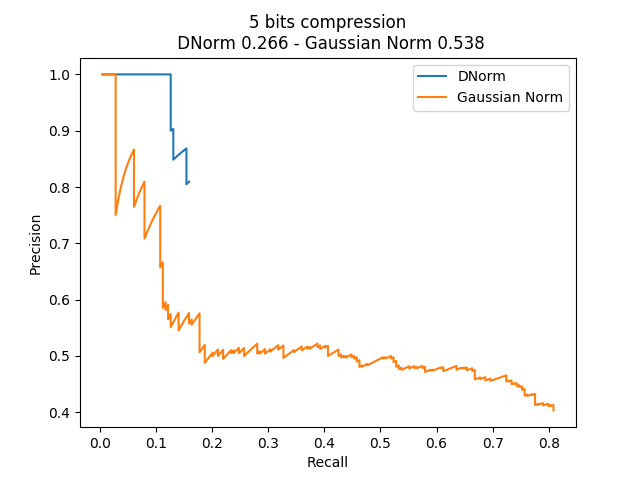 5 bits compression
DNorm 0.266 - Gaussian Norm 0.538
DNorm
Gaussian Norm
Precision
1.0
0.9
0.8
0.7
0.6
0.5
0.4
0.0 0.1 0.2 0.3 0.4 0.5 0.6 0.7 0.8
Recall